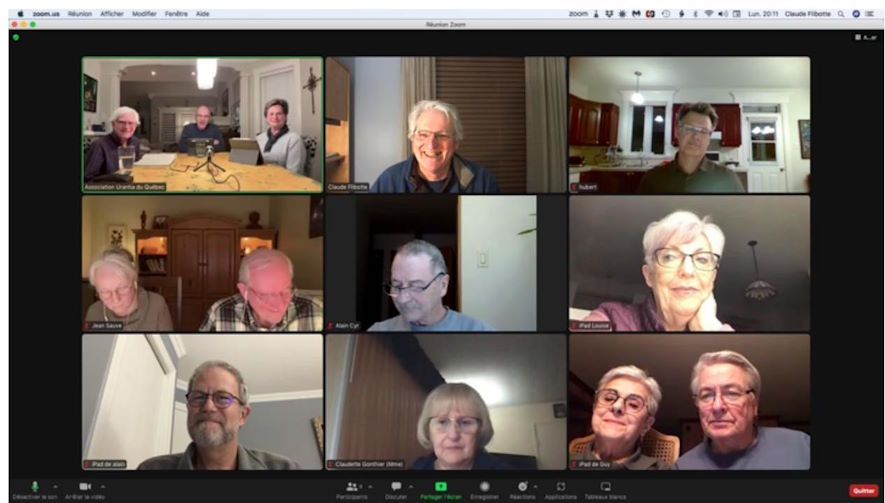 zoom.us Réunion Afficher Modifier Fenêtre Aide
zoom Lun. 20:11 Claude Flibotte
Réunion Zoom
Association Urantia du Québec
Claude Flibotte
hubert
Jean Sauve
Alain Cyr
iPad Louise
iPad de alain
Claudette Gonthier (Mme)
iPad de Guy
Désactiver le son Arrêter la vidéo Participants Discuter Partager l'écran Enregistrer Réactions Applications Tableaux blancs Quitter